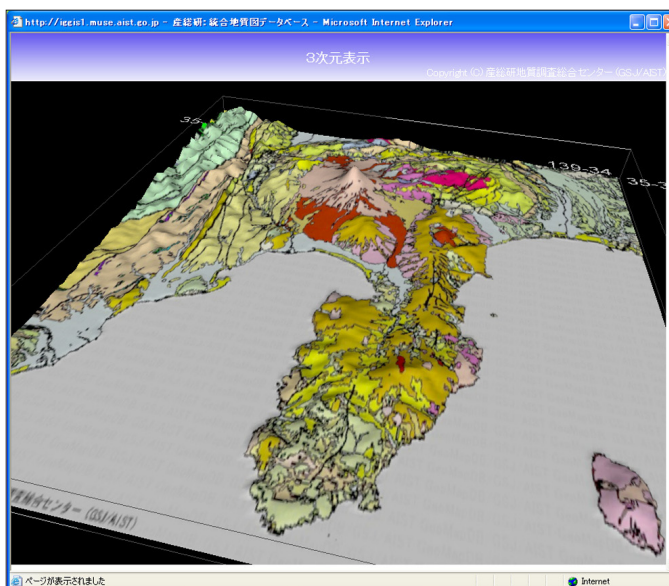 http://iggis1.muse.aist.go.jp - 産総研:統合地質図データベース - Microsoft Internet Explorer
3次元表示
Copyright (C) 産総研地質調査総合センター (GSJ/AIST)
35-
139-34
35-3
総合センター (GSJ/AIST)
ページが表示されました
Internet